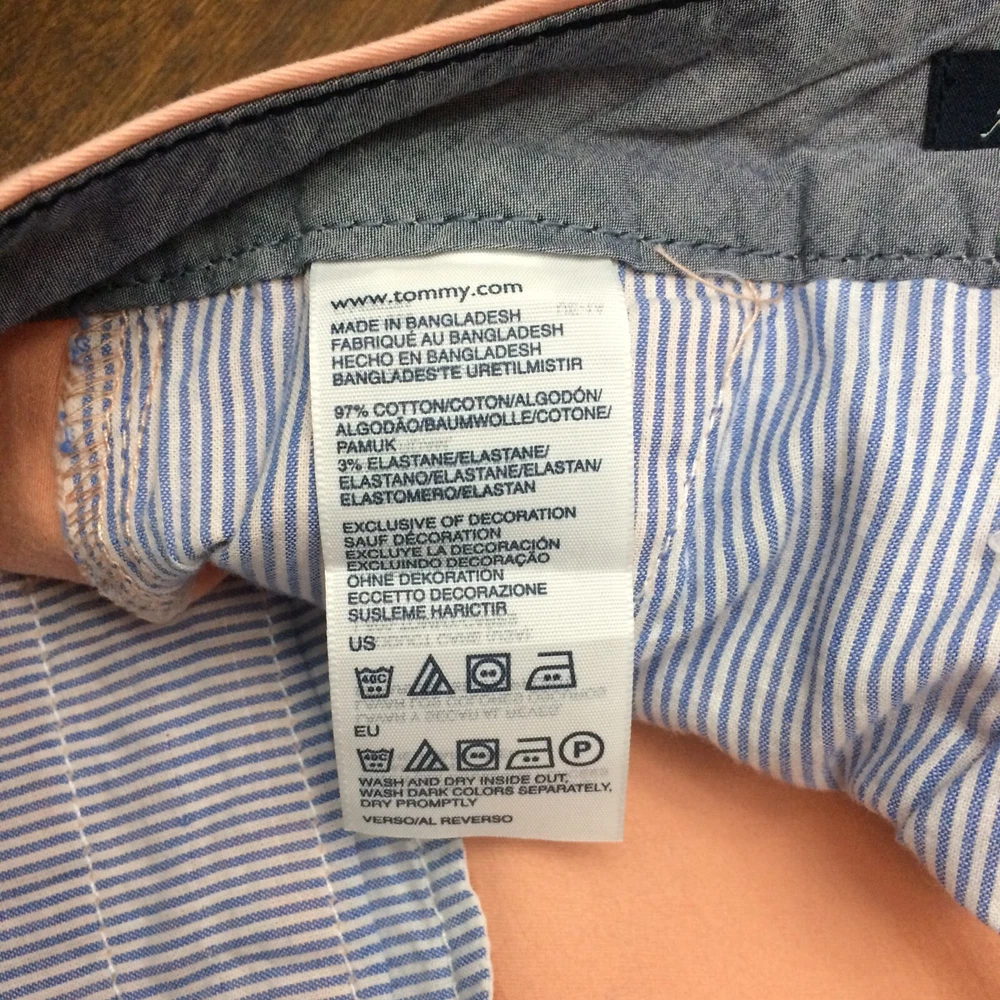 www.tommy.com
MADE IN BANGLADESH
FABRIQUÉ AU BANGLADESH
HECHO EN BANGLADESH
BANGLADES'TE URETILMISTIR
97% COTTON/COTON/ALGODÓN/
ALGODÃO/BAUMWOLLE/COTONE/
PAMUK
3% ELASTANE/ELASTANE/
ELASTANO/ELASTANE/ELASTAN/
ELASTOMERO/ELASTAN
EXCLUSIVE OF DECORATION
SAUF DÉCORATION
EXCLUYE LA DECORACIÓN
EXCLUINDO DECORAÇÃO
OHNE DEKORATION
ECCETTO DECORAZIONE
SUSLEME HARICTIR
US
40C
EU
40C P
WASH AND DRY INSIDE OUT,
WASH DARK COLORS SEPARATELY,
DRY PROMPTLY
VERSO/AL REVERSO